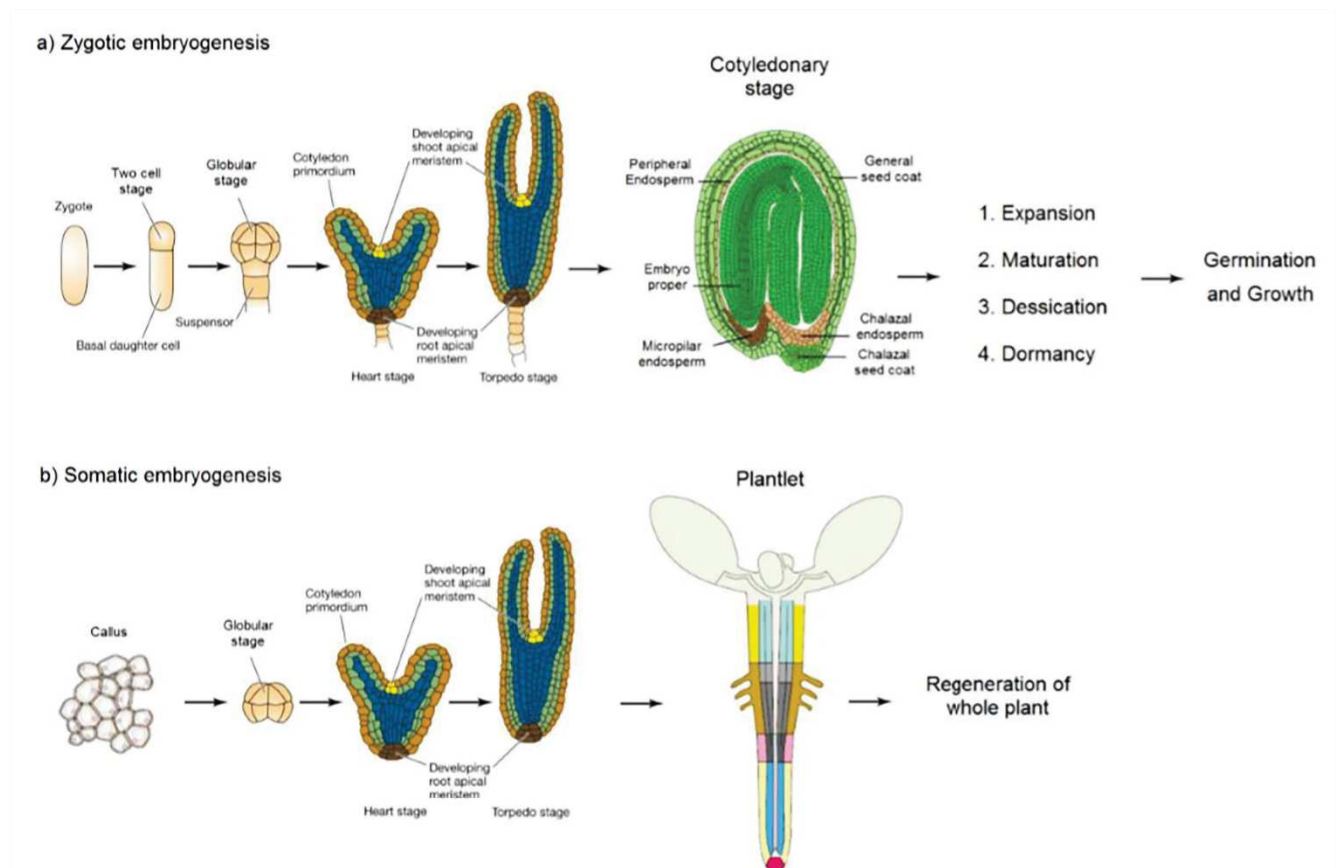 a) Zygotic embryogenesis
Zygote
Two cell
stage
Basal daughter cell
Globular
stage
Suspensor
Cotyledon
primordium
Developing
shoot apical
meristem
Developing
root apical
meristem
Heart stage
Torpedo stage
Cotyledonary
stage
Peripheral
Endosperm
General
seed coat
Embryo
proper
Micropilar
endosperm
Chalazal
endosperm
Chalazal
seed coat
1. Expansion
2. Maturation
3. Dessication
4. Dormancy
Germination
and Growth
b) Somatic embryogenesis
Callus
Globular
stage
Cotyledon
primordium
Developing
shoot apical
meristem
Developing
root apical
meristem
Heart stage
Torpedo stage
Plantlet
Regeneration of
whole plant